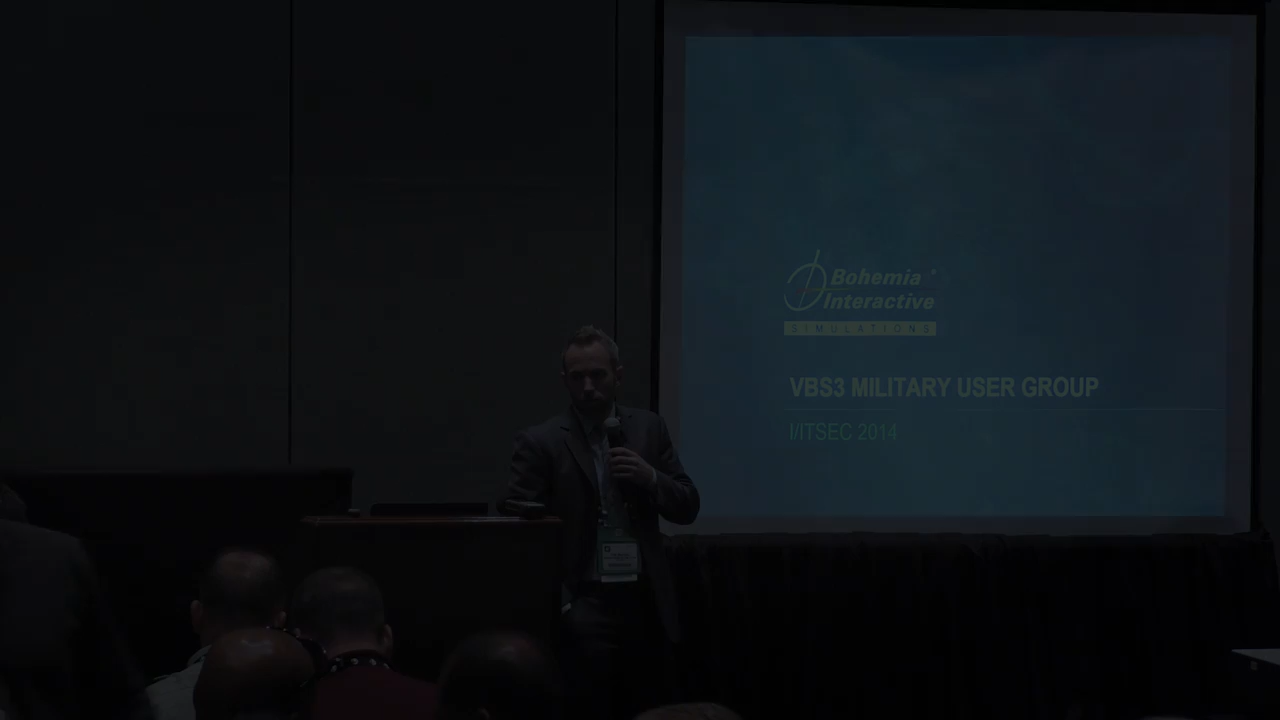 Bohemia
Interactive
SIMULATIONS
VBS3 MILITARY USER GROUP
I/ITSEC 2014